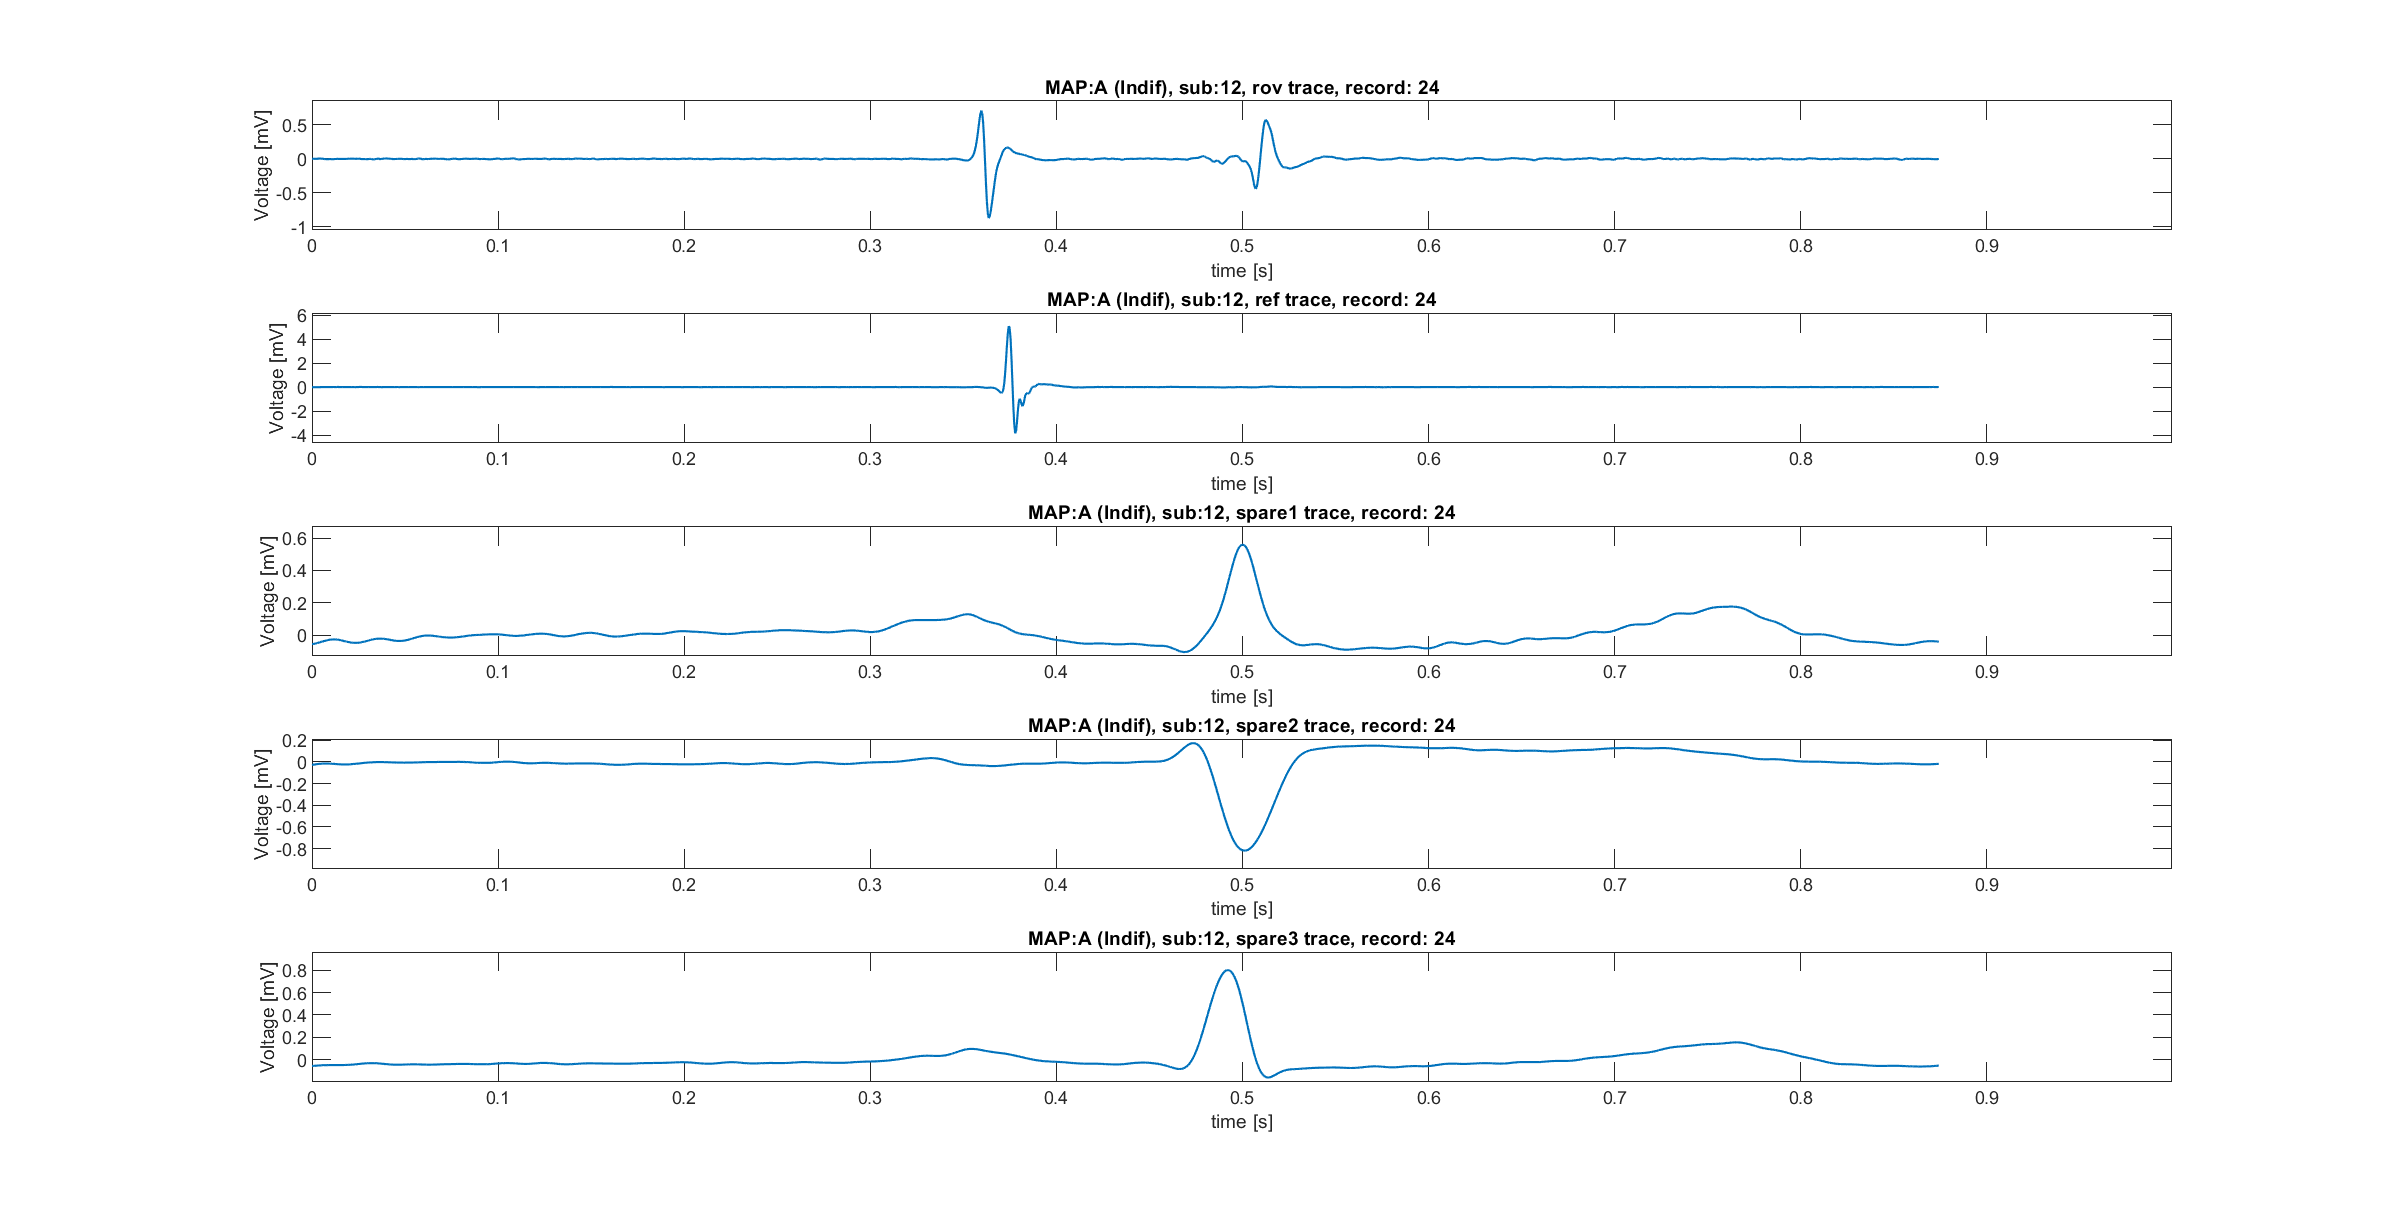 MAP:A (Indif), sub:12, rov trace, record: 24
Voltage [mV]
0.5
0
-0.5
-1
0 0.1 0.2 0.3 0.4 0.5 0.6 0.7 0.8 0.9
time [s]
MAP:A (Indif), sub:12, ref trace, record: 24
Voltage [mV]
6
4
2
0
-2
-4
0 0.1 0.2 0.3 0.4 0.5 0.6 0.7 0.8 0.9
time [s]
MAP:A (Indif), sub:12, spare1 trace, record: 24
Voltage [mV]
0.6
0.4
0.2
0
0 0.1 0.2 0.3 0.4 0.5 0.6 0.7 0.8 0.9
time [s]
MAP:A (Indif), sub:12, spare2 trace, record: 24
Voltage [mV]
0.2
0
-0.2
-0.4
-0.6
-0.8
0 0.1 0.2 0.3 0.4 0.5 0.6 0.7 0.8 0.9
time [s]
MAP:A (Indif), sub:12, spare3 trace, record: 24
Voltage [mV]
0.8
0.6
0.4
0.2
0
0 0.1 0.2 0.3 0.4 0.5 0.6 0.7 0.8 0.9
time [s]